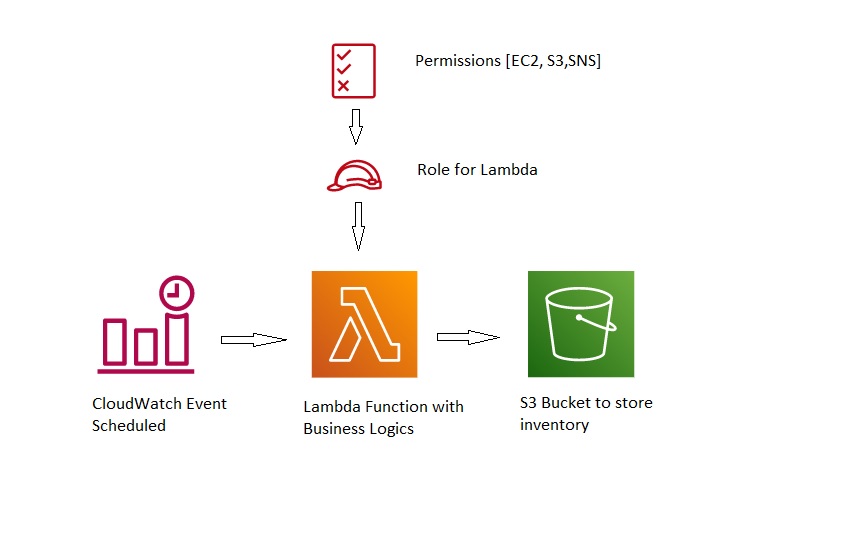 Permissions [EC2, S3,SNS]
Role for Lambda
CloudWatch Event
Scheduled
Lambda Function with
Business Logics
S3 Bucket to store
inventory